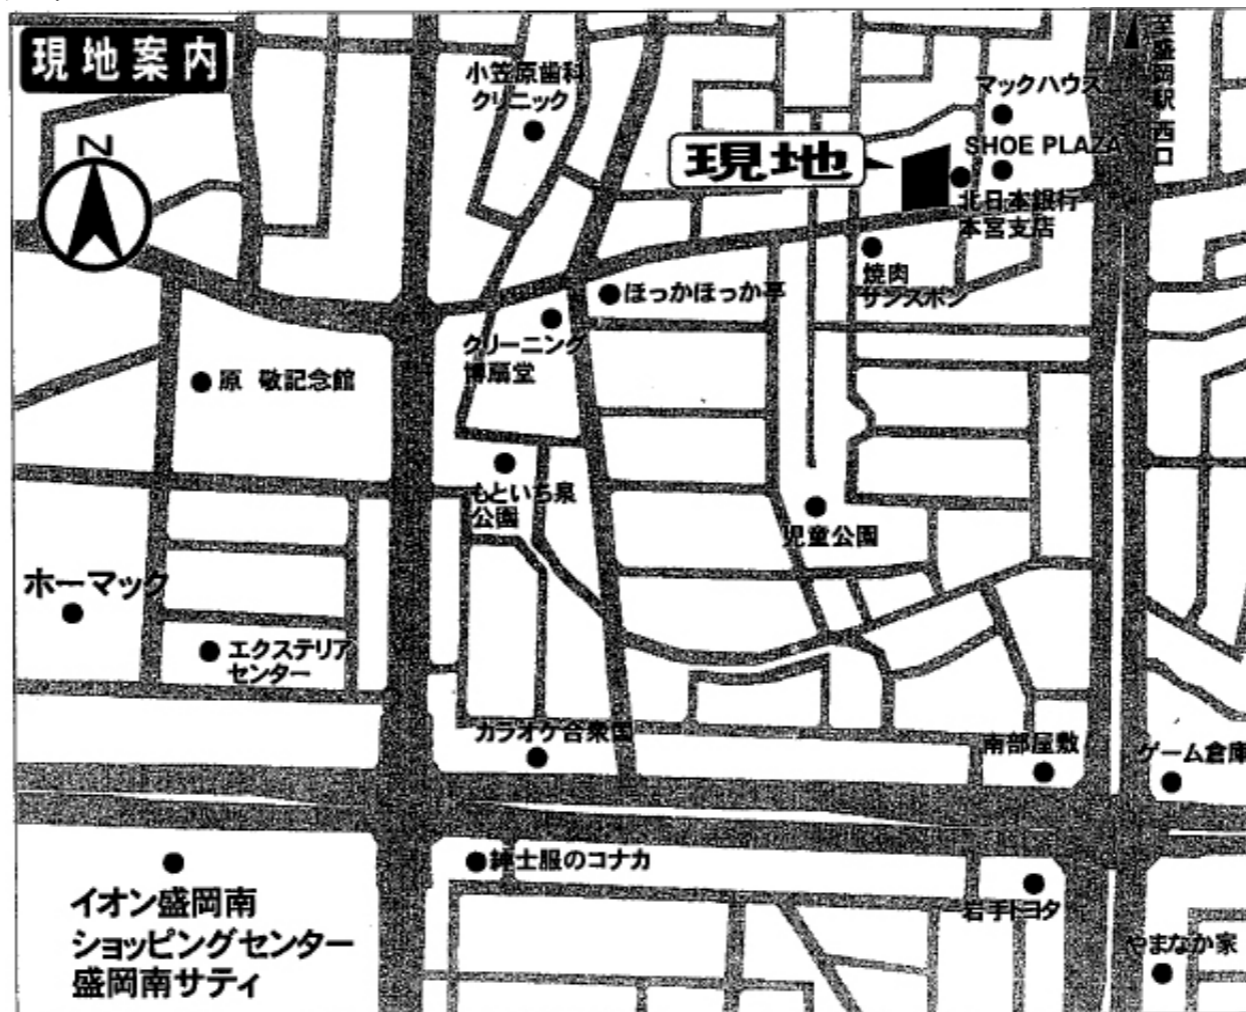 現地案内
N
小笠原歯科
クリニック
マックハウス
至盛岡駅 西口
SHOE PLAZA
現地
北日本銀行
本宮支店
焼肉
サンスポン
ほっかほっか亭
クリーニング
博扇堂
原 敬記念館
もといち泉
公園
児童公園
ホーマック
エクステリア
センター
カラオケ合衆国
南部屋敷
ゲーム倉庫
紳士服のコナカ
イオン盛岡南
ショッピングセンター
盛岡南サティ
岩手トヨタ
やまなか家